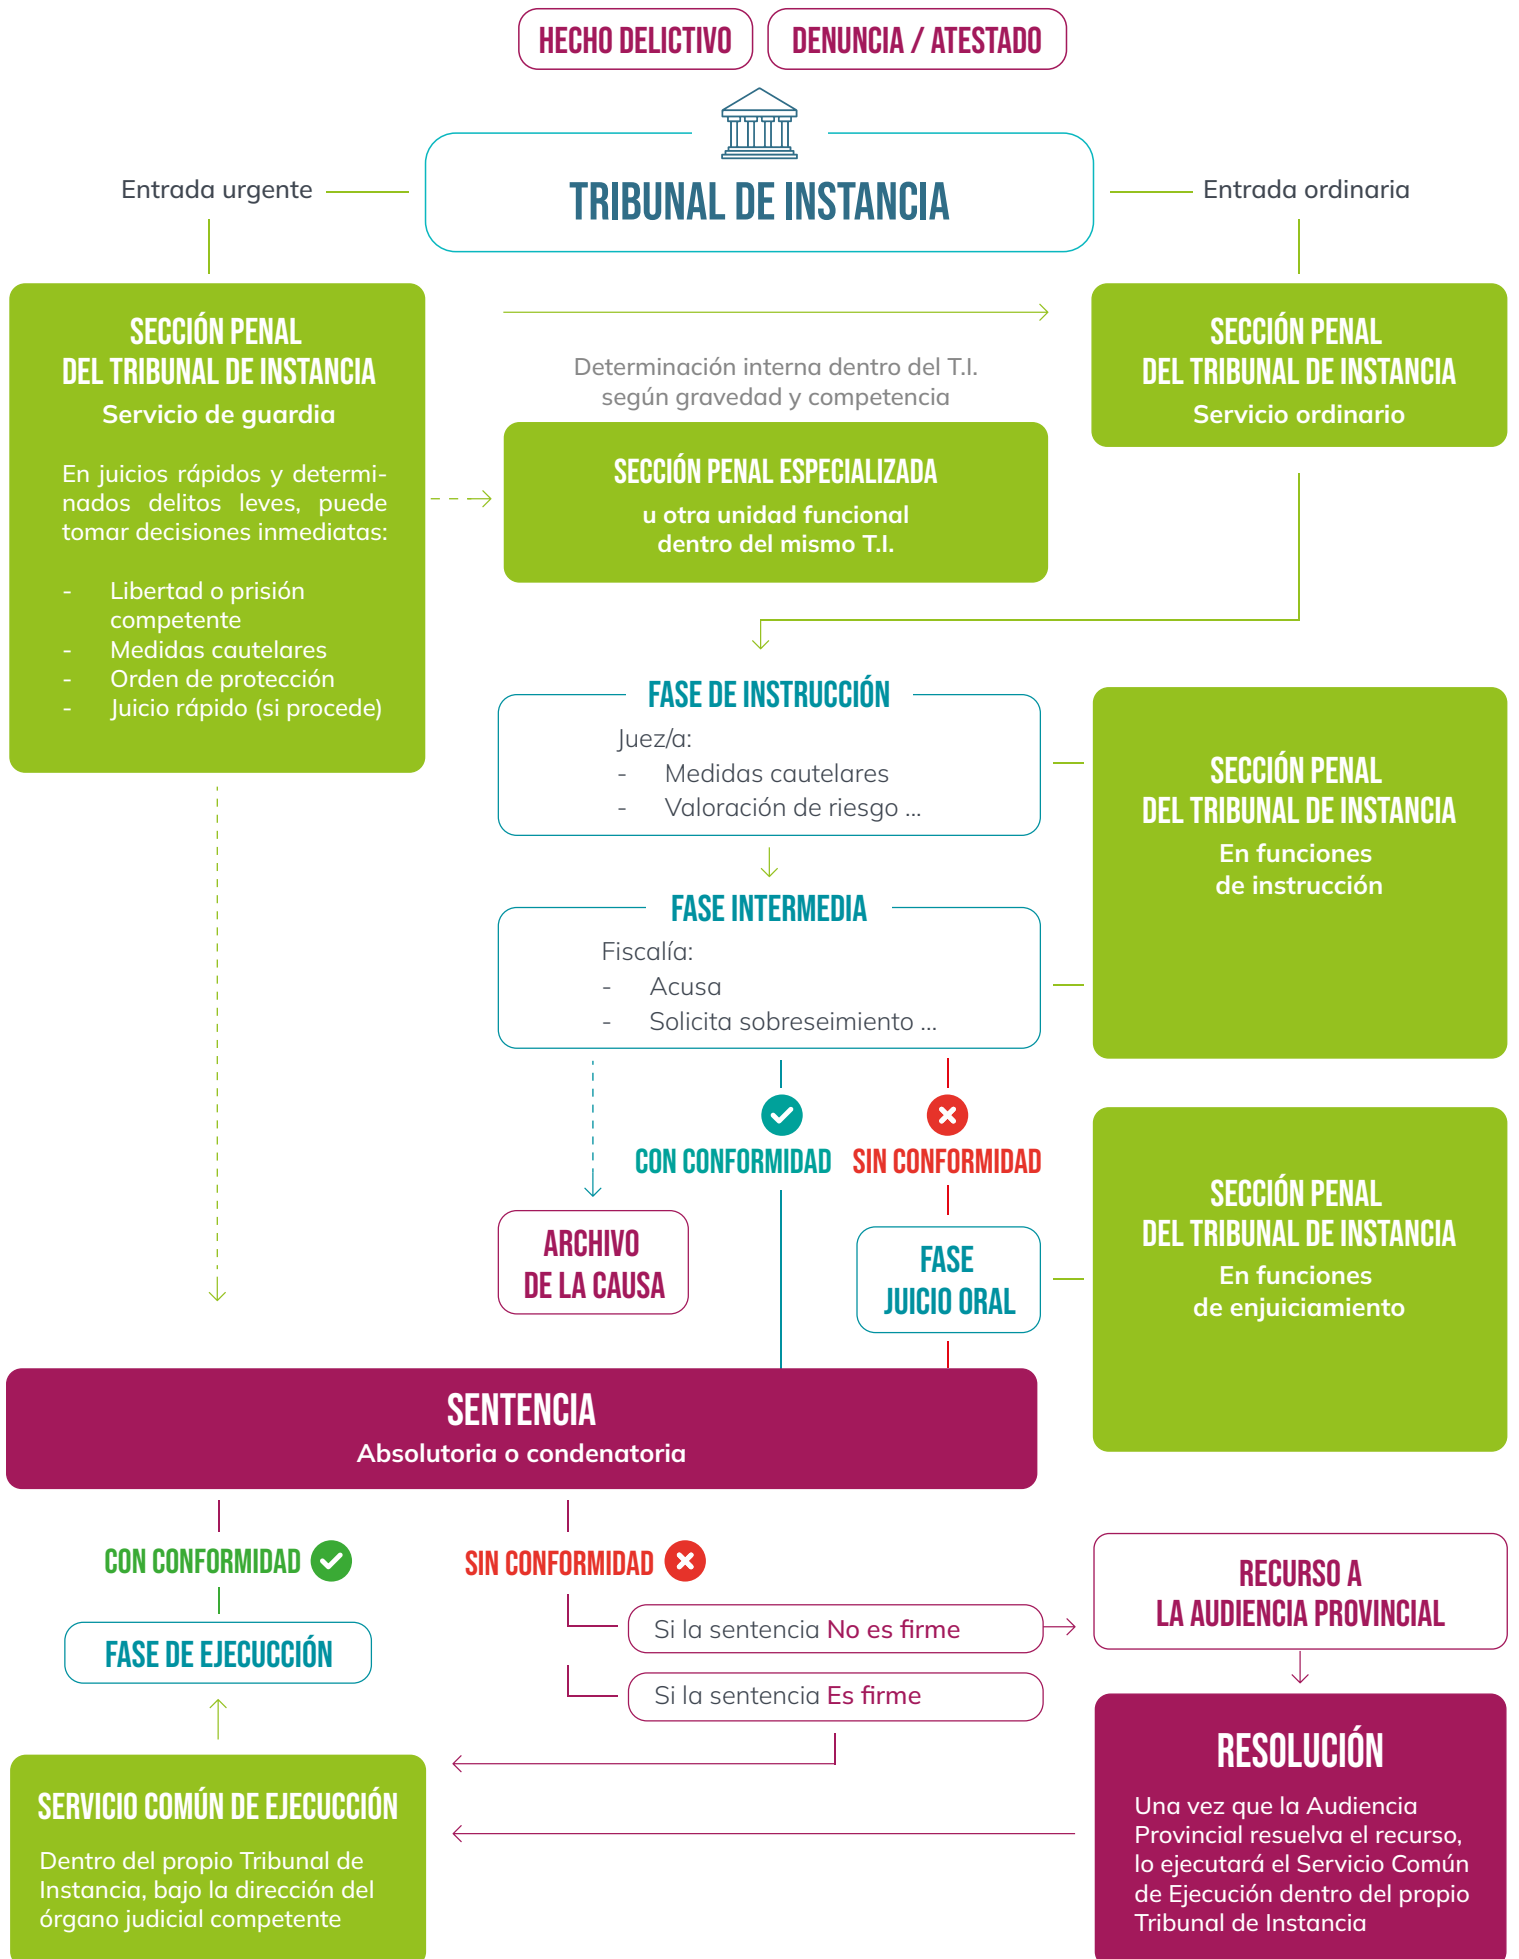 HECHO DELICTIVO
DENUNCIA / ATESTADO
TRIBUNAL DE INSTANCIA
Entrada urgente
Entrada ordinaria
SECCIÓN PENAL
DEL TRIBUNAL DE INSTANCIA
Servicio de guardia
En juicios rápidos y determi-
nados delitos leves, puede
tomar decisiones inmediatas:
- Libertad o prisión
competente
- Medidas cautelares
- Orden de protección
- Juicio rápido (si procede)
Determinación interna dentro del T.I.
según gravedad y competencia
SECCIÓN PENAL ESPECIALIZADA
u otra unidad funcional
dentro del mismo T.I.
SECCIÓN PENAL
DEL TRIBUNAL DE INSTANCIA
Servicio ordinario
FASE DE INSTRUCCIÓN
Juez/a:
- Medidas cautelares
- Valoración de riesgo ...
SECCIÓN PENAL
DEL TRIBUNAL DE INSTANCIA
En funciones
de instrucción
FASE INTERMEDIA
Fiscalía:
- Acusa
- Solicita sobreseimiento ...
CON CONFORMIDAD
SIN CONFORMIDAD
ARCHIVO
DE LA CAUSA
FASE
JUICIO ORAL
SECCIÓN PENAL
DEL TRIBUNAL DE INSTANCIA
En funciones
de enjuiciamiento
SENTENCIA
Absolutoria o condenatoria
CON CONFORMIDAD
SIN CONFORMIDAD
FASE DE EJECUCCIÓN
Si la sentencia No es firme
Si la sentencia Es firme
RECURSO A
LA AUDIENCIA PROVINCIAL
SERVICIO COMÚN DE EJECUCCIÓN
Dentro del propio Tribunal de
Instancia, bajo la dirección del
órgano judicial competente
RESOLUCIÓN
Una vez que la Audiencia
Provincial resuelva el recurso,
lo ejecutará el Servicio Común
de Ejecución dentro del propio
Tribunal de Instancia